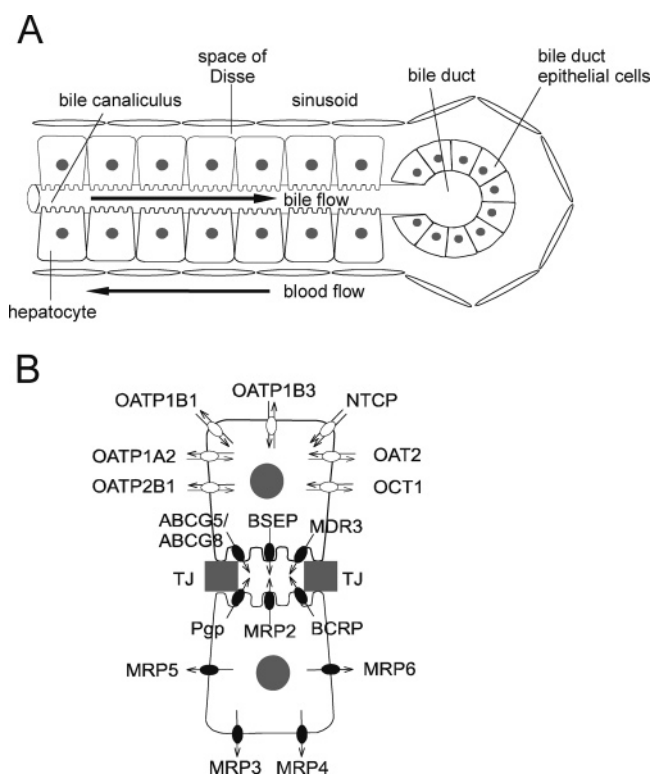 A
space of
Disse
bile duct
bile duct
epithelial cells
bile canaliculus
sinusoid
bile flow
hepatocyte
blood flow
B
OATP1B1
OATP1B3
NTCP
OATP1A2
OAT2
OATP2B1
OCT1
ABCG5/
ABCG8
BSEP
MDR3
TJ
TJ
Pgp
MRP2
BCRP
MRP5
MRP6
MRP3
MRP4